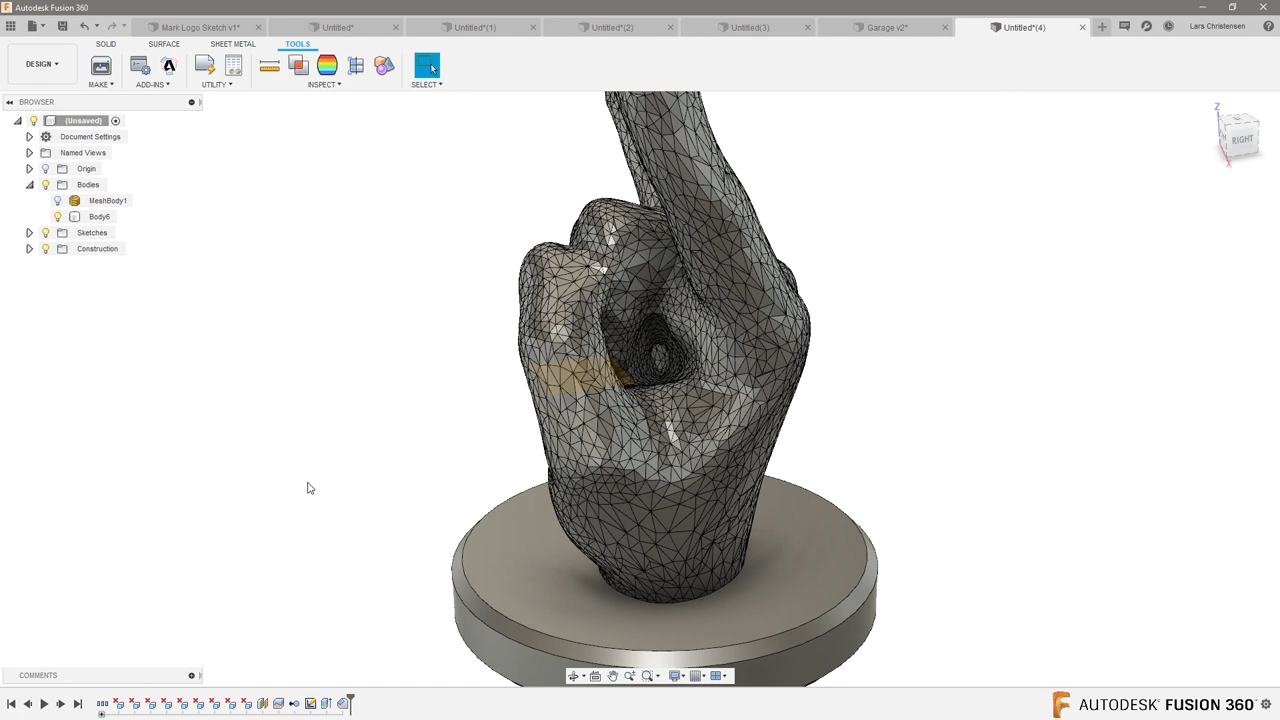 Autodesk Fusion 360
Mark Logo Sketch v1*
Untitled*
Untitled*(1)
Untitled*(2)
Untitled(3)
Garage v2*
Untitled*(4)
Lars Christensen
DESIGN
SOLID
SURFACE
SHEET METAL
TOOLS
MAKE
ADD-INS
UTILITY
INSPECT
SELECT
BROWSER
(Unsaved)
Document Settings
Named Views
Origin
Bodies
MeshBody1
Body6
Sketches
Construction
Z
RIGHT
X
COMMENTS
AUTODESK FUSION 360